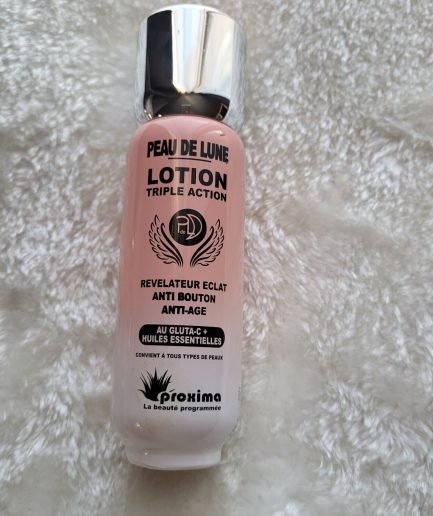 PEAU DE LUNE
LOTION
TRIPLE ACTION
REVELATEUR ECLAT
ANTI BOUTON
ANTI-AGE
AU GLUTA-C +
HUILES ESSENTIELLES
CONVIENT À TOUS TYPES DE PEAUX
proxima
La beauté programmée